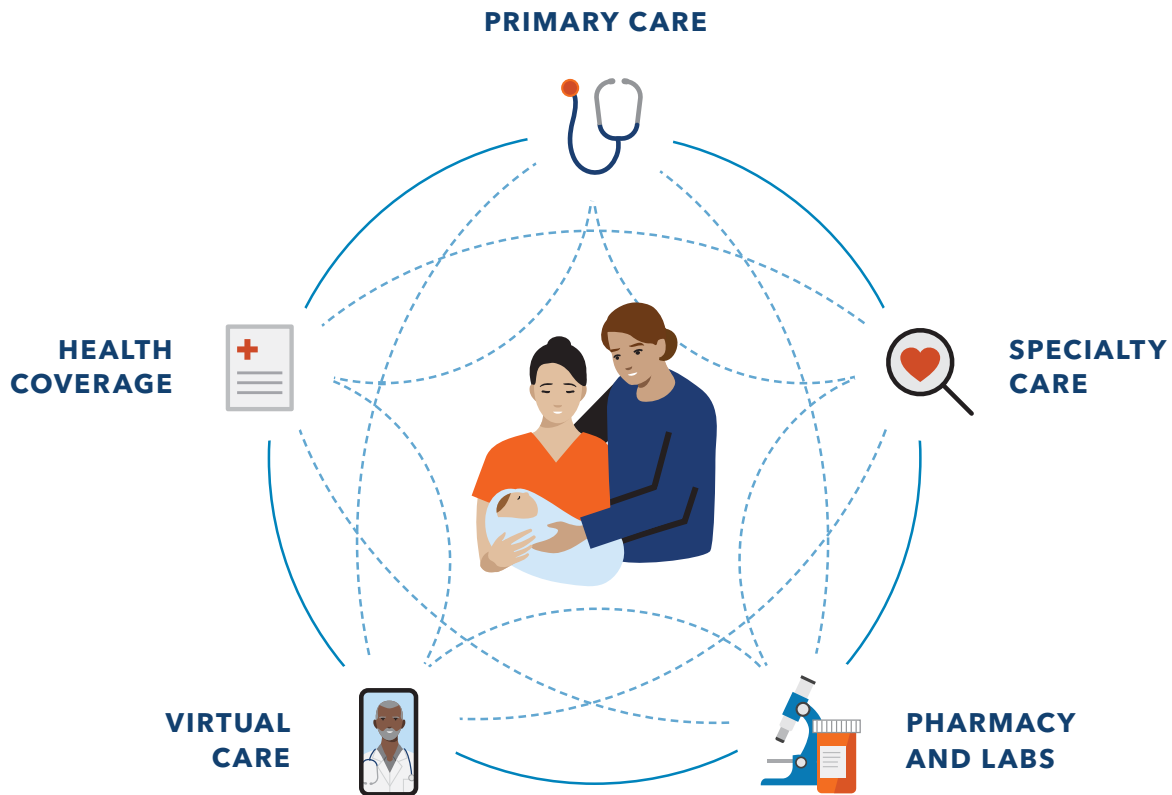 PRIMARY CARE
HEALTH
COVERAGE
SPECIALTY
CARE
VIRTUAL
CARE
PHARMACY
AND LABS